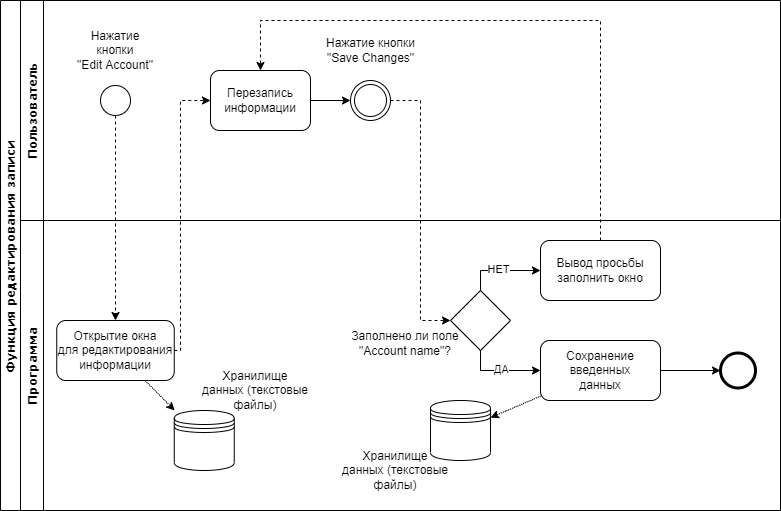 Функция редактирования записи
Пользователь
Нажатие
кнопки
"Edit Account"
Перезапись
информации
Нажатие кнопки
"Save Changes"
Программа
Открытие окна
для редактирования
информации
Хранилище
данных (текстовые
файлы)
Заполнено ли поле
"Account name"?
НЕТ
Вывод просьбы
заполнить окно
ДА
Сохранение
введенных
данных
Хранилище
данных (текстовые
файлы)